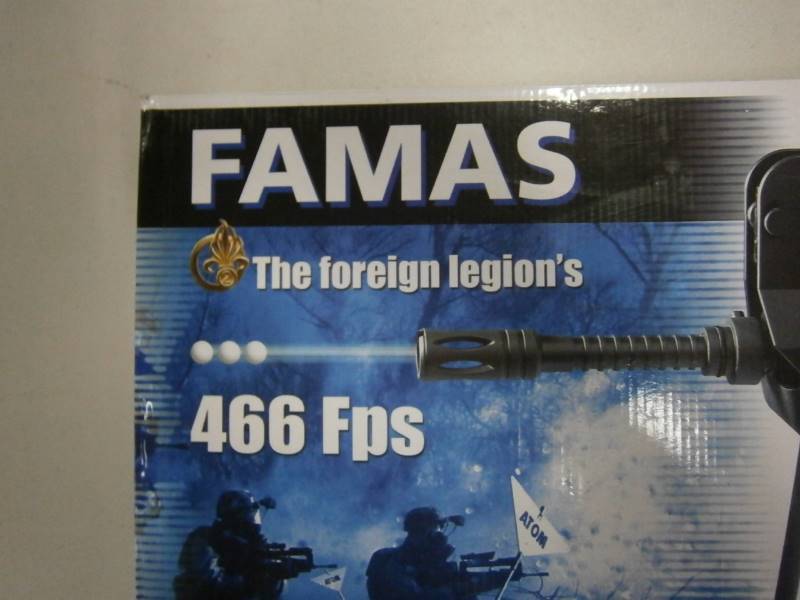 FAMAS
The foreign legion's
466 Fps
ATOM